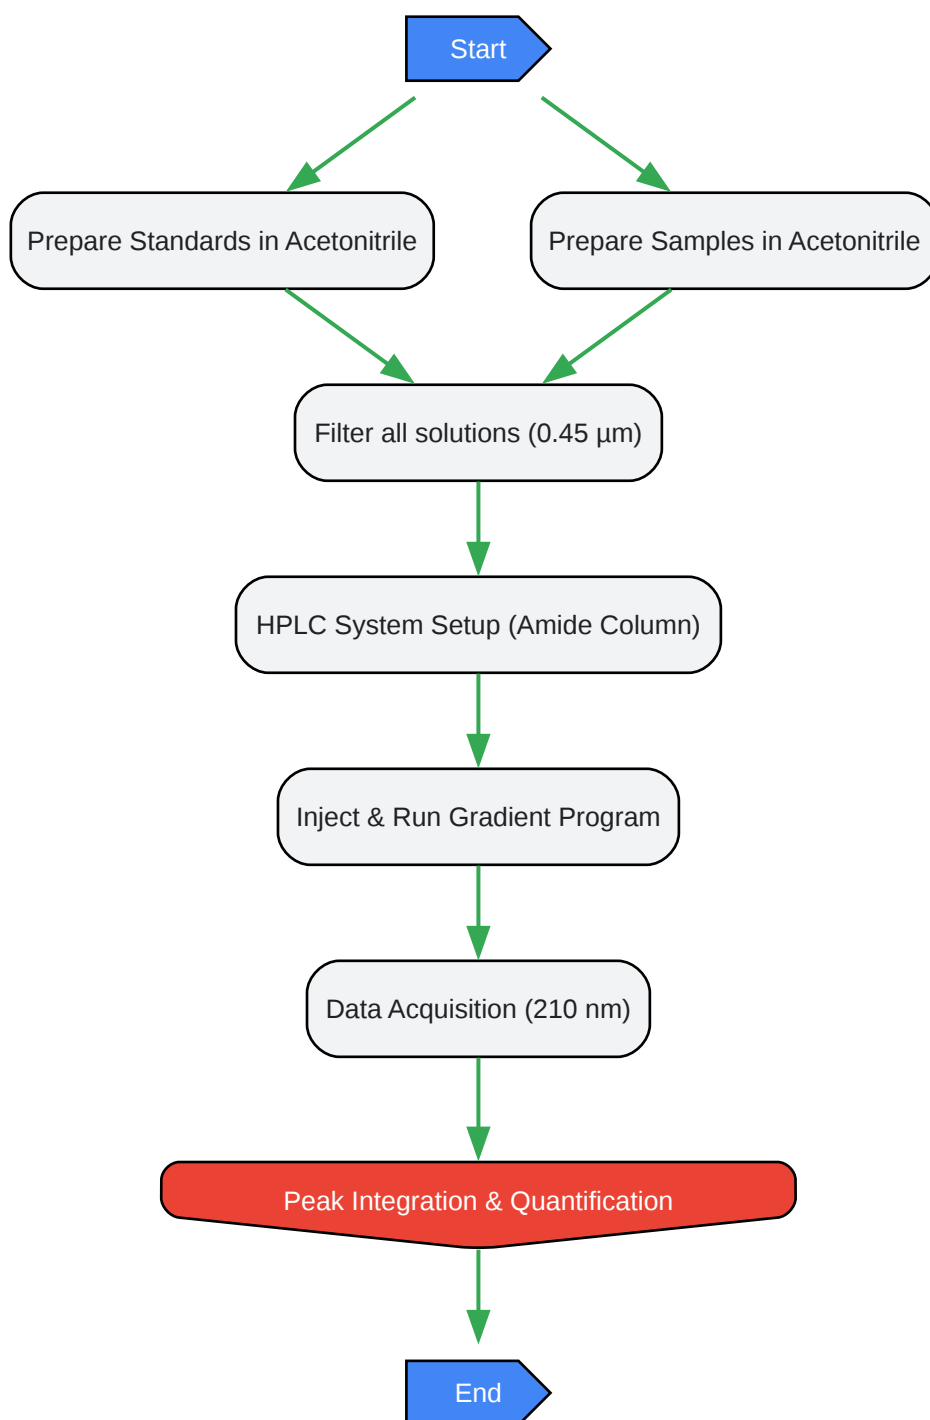 Start
Prepare Standards in Acetonitrile
Prepare Samples in Acetonitrile
Filter all solutions (0.45 µm)
HPLC System Setup (Amide Column)
Inject & Run Gradient Program
Data Acquisition (210 nm)
Peak Integration & Quantification
End